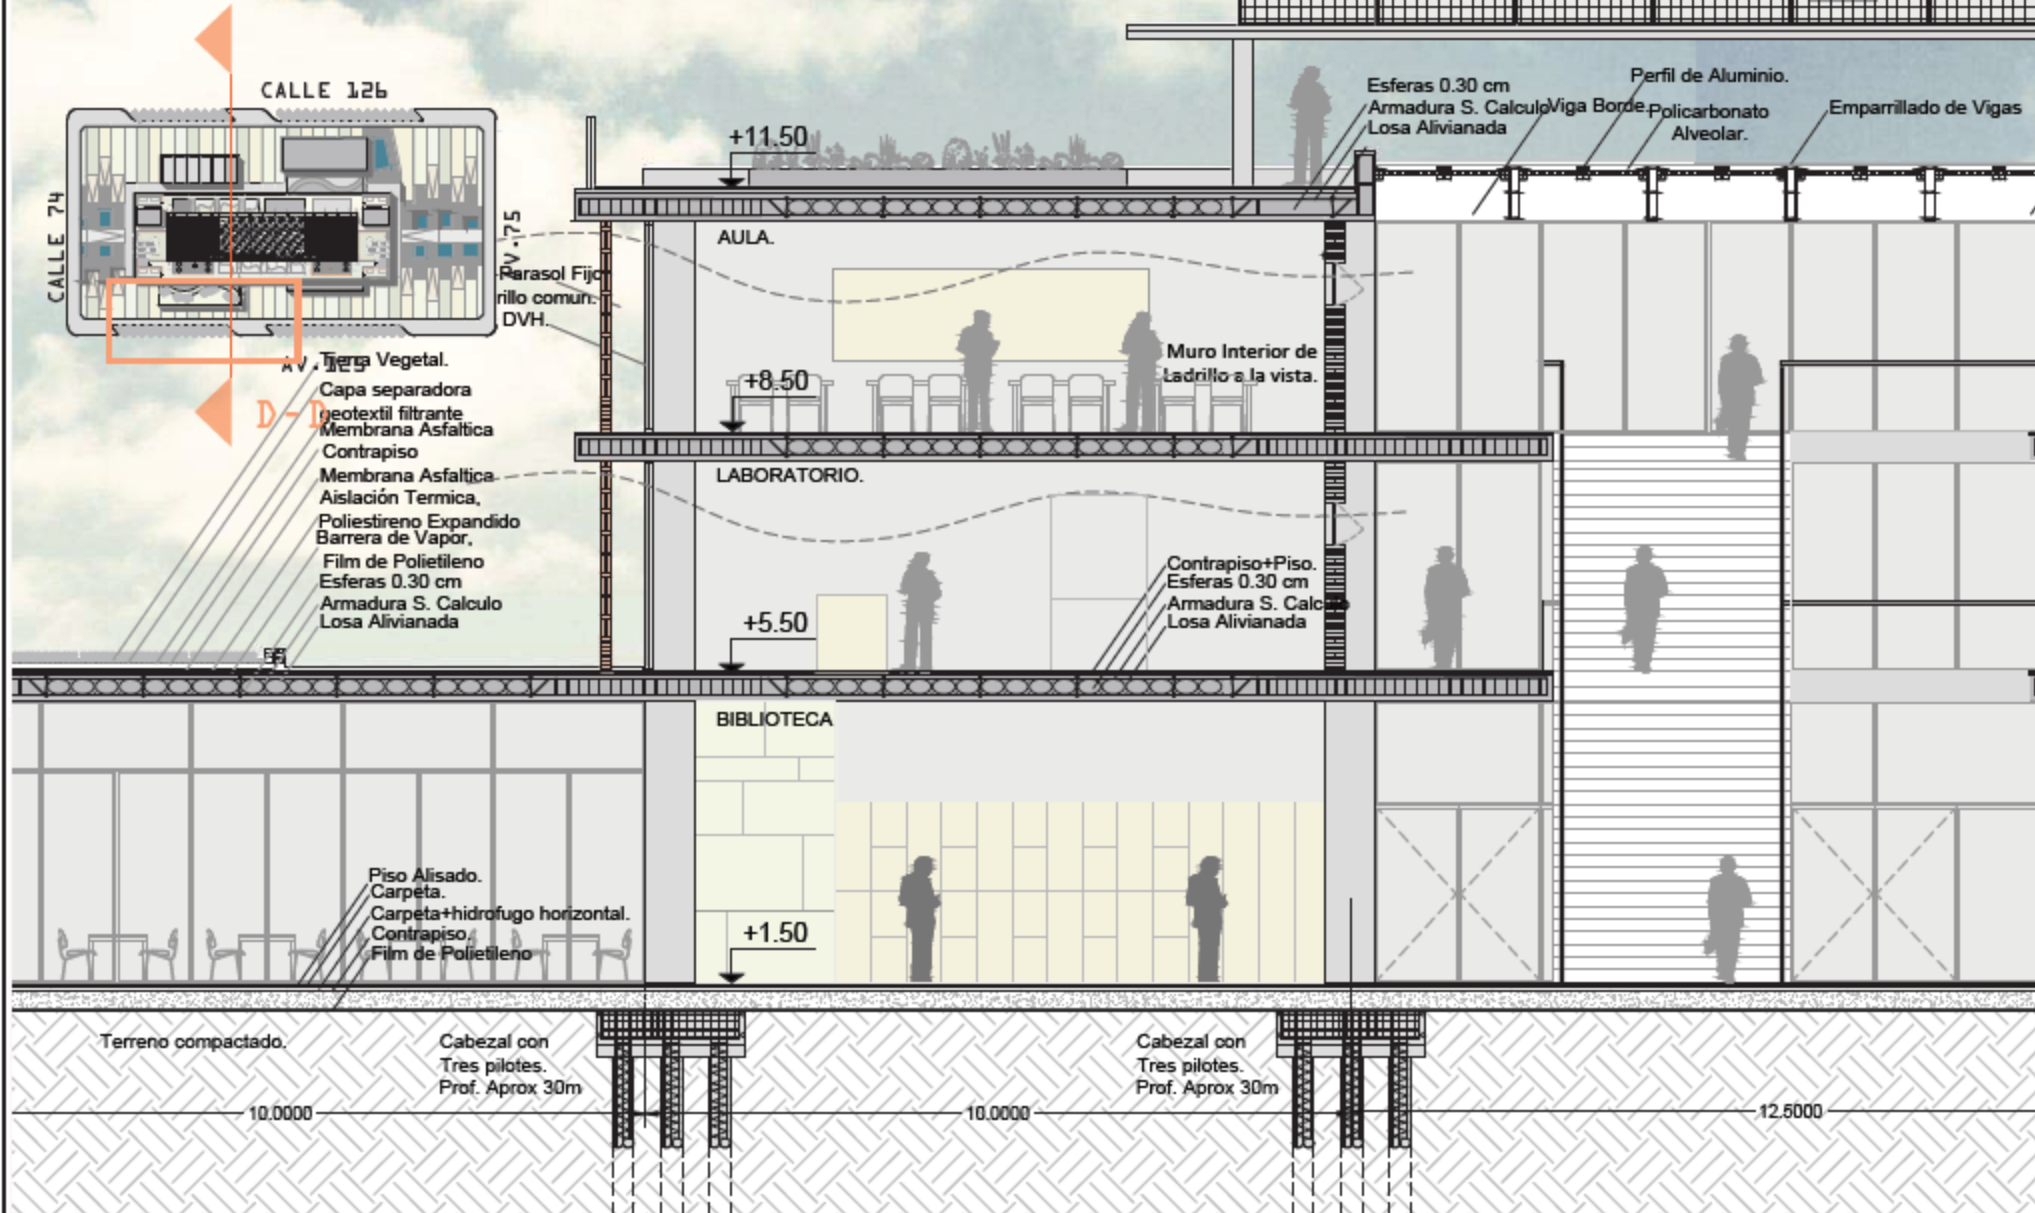 CALLE 126
CALLE 74
AV.75
AV.125
D-D
+11.50
Esferas 0.30 cm
Armadura S. Calculo
Losa Alivianada
Viga Borde.
Perfil de Aluminio.
Policarbonato
Alveolar.
Emparrillado de Vigas
AULA.
Parasol Fijo
rillo comun.
DVH.
Muro Interior de
Ladrillo a la vista.
+8.50
Tierra Vegetal.
Capa separadora
geotextil filtrante
Membrana Asfaltica
Contrapiso
Membrana Asfaltica
Aislación Termica,
Poliestireno Expandido
Barrera de Vapor,
Film de Polietileno
Esferas 0.30 cm
Armadura S. Calculo
Losa Alivianada
LABORATORIO.
Contrapiso+Piso.
Esferas 0.30 cm
Armadura S. Calculo
Losa Alivianada
+5.50
BIBLIOTECA
Piso Alisado.
Carpeta.
Carpeta+hidrofugo horizontal.
Contrapiso.
Film de Polietileno
+1.50
Terreno compactado.
Cabezal con
Tres pilotes.
Prof. Aprox 30m
Cabezal con
Tres pilotes.
Prof. Aprox 30m
10.0000
10.0000
12.5000